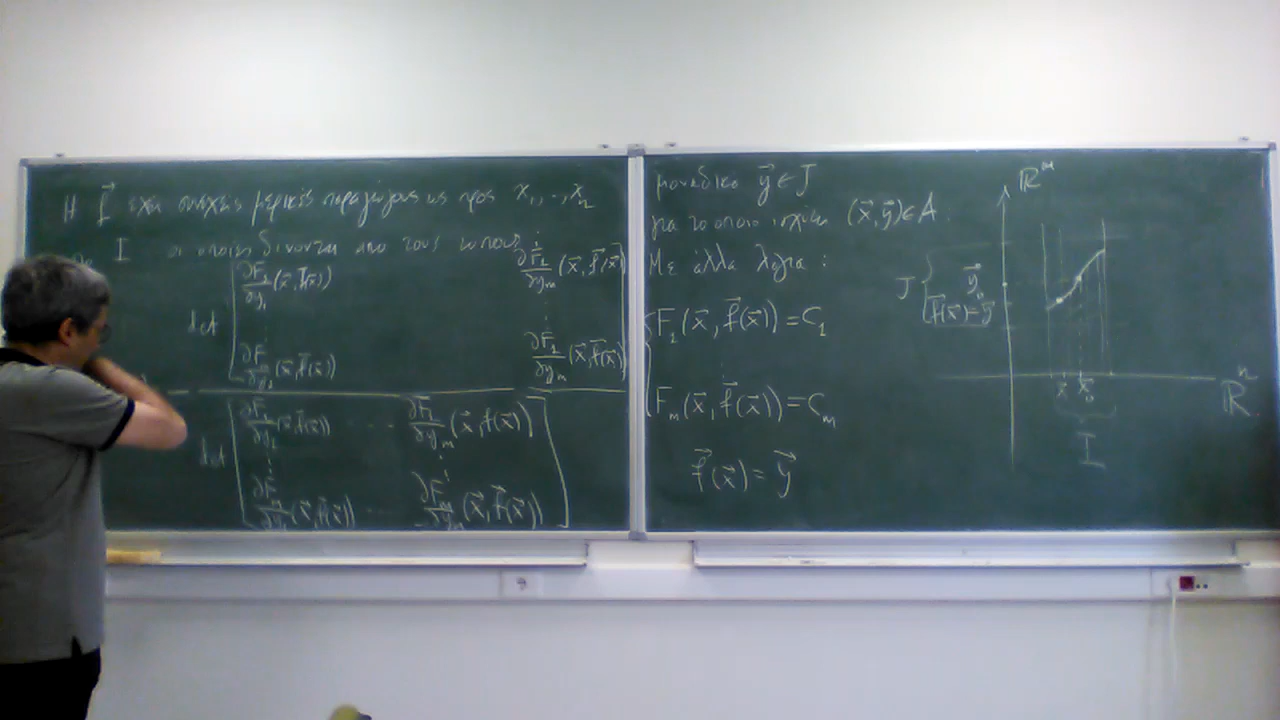 Η f⃗ έχει συνεχείς μερικές παραγώγους ως προς x₁,...,x
I οι οποίες δίνονται από τους τύπους:
det [ ∂F₁/∂y₁ (x⃗,f⃗(x⃗)) ∂F₁/∂yₘ (x⃗,f⃗(x⃗))
⋮ ⋮
∂F /∂y₁ (x⃗,f⃗(x⃗)) ∂F /∂yₘ (x⃗,f⃗(x⃗)) ]
det [ ∂F₁/∂y₁ (x⃗,f⃗(x⃗)) ... ∂F₁/∂yₘ (x⃗,f⃗(x⃗))
⋮ ⋮
∂Fₘ/∂y₁ (x⃗,f⃗(x⃗)) ... ∂Fₘ/∂yₘ (x⃗,f⃗(x⃗)) ]
μοναδικό y⃗ ∈ J
για το οποίο ισχύει (x⃗,y⃗) ∈ A.
Με άλλα λόγια:
F₁(x⃗, f⃗(x⃗)) = C₁
⋮
Fₘ(x⃗, f⃗(x⃗)) = Cₘ
f⃗(x⃗) = y⃗
ℝᵐ
J y⃗₀
f⃗(x⃗)=y⃗
x⃗ x⃗₀
ℝⁿ
I